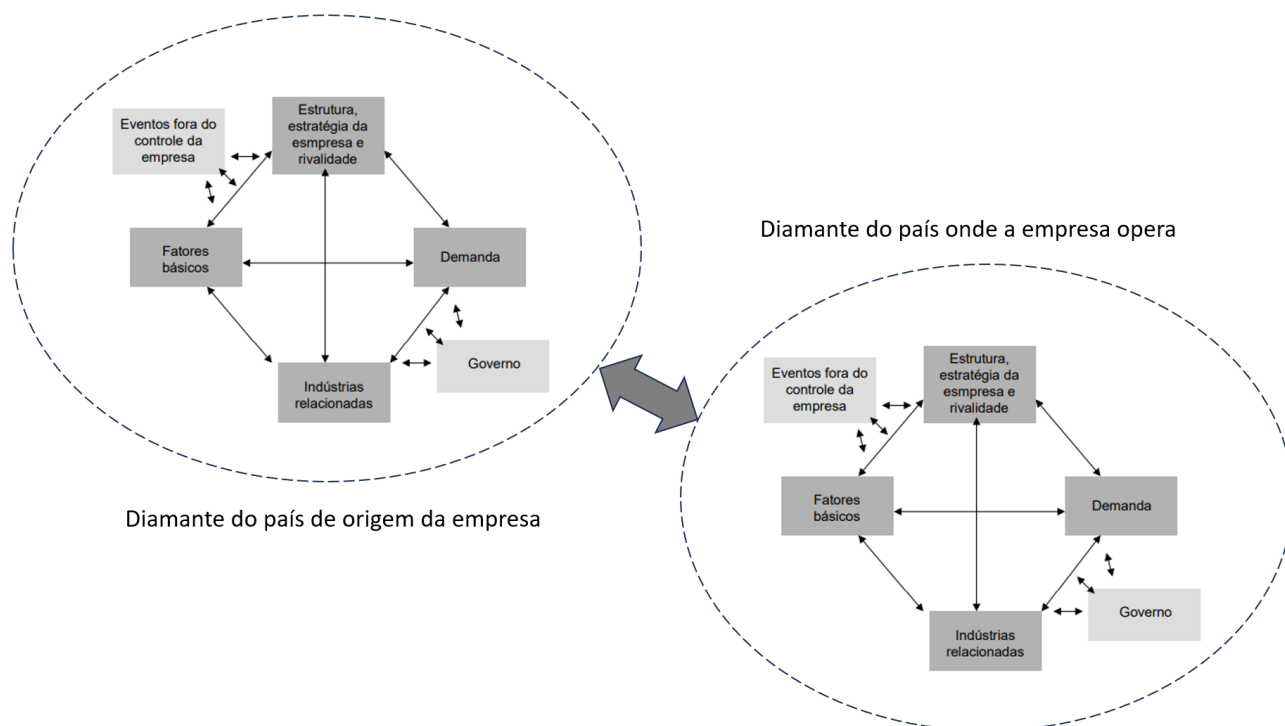 Estrutura,
estratégia da
esmpresa e
rivalidade
Eventos fora do
controle da
empresa
Fatores
básicos
Demanda
Governo
Indústrias
relacionadas
Diamante do país de origem da empresa
Diamante do país onde a empresa opera
Estrutura,
estratégia da
esmpresa e
rivalidade
Eventos fora do
controle da
empresa
Fatores
básicos
Demanda
Governo
Indústrias
relacionadas